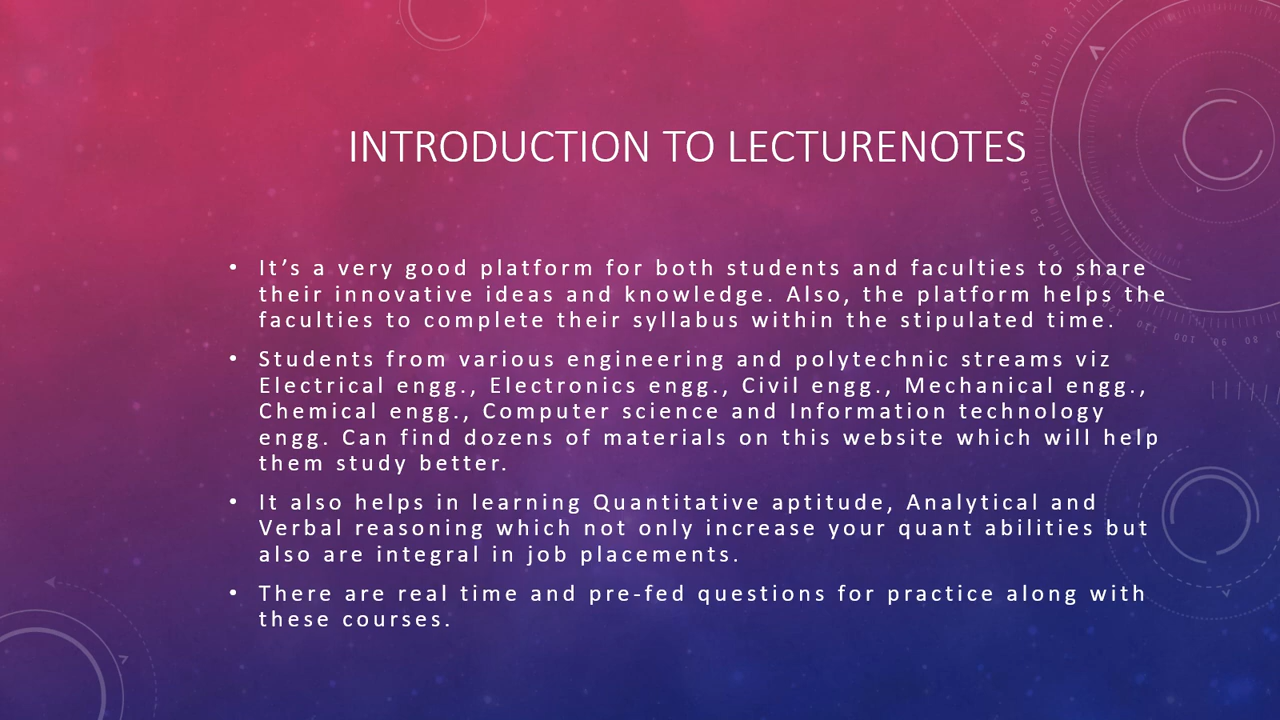 INTRODUCTION TO LECTURENOTES
• It’s a very good platform for both students and faculties to share
their innovative ideas and knowledge. Also, the platform helps the
faculties to complete their syllabus within the stipulated time.
• Students from various engineering and polytechnic streams viz
Electrical engg., Electronics engg., Civil engg., Mechanical engg.,
Chemical engg., Computer science and Information technology
engg. Can find dozens of materials on this website which will help
them study better.
• It also helps in learning Quantitative aptitude, Analytical and
Verbal reasoning which not only increase your quant abilities but
also are integral in job placements.
• There are real time and pre-fed questions for practice along with
these courses.